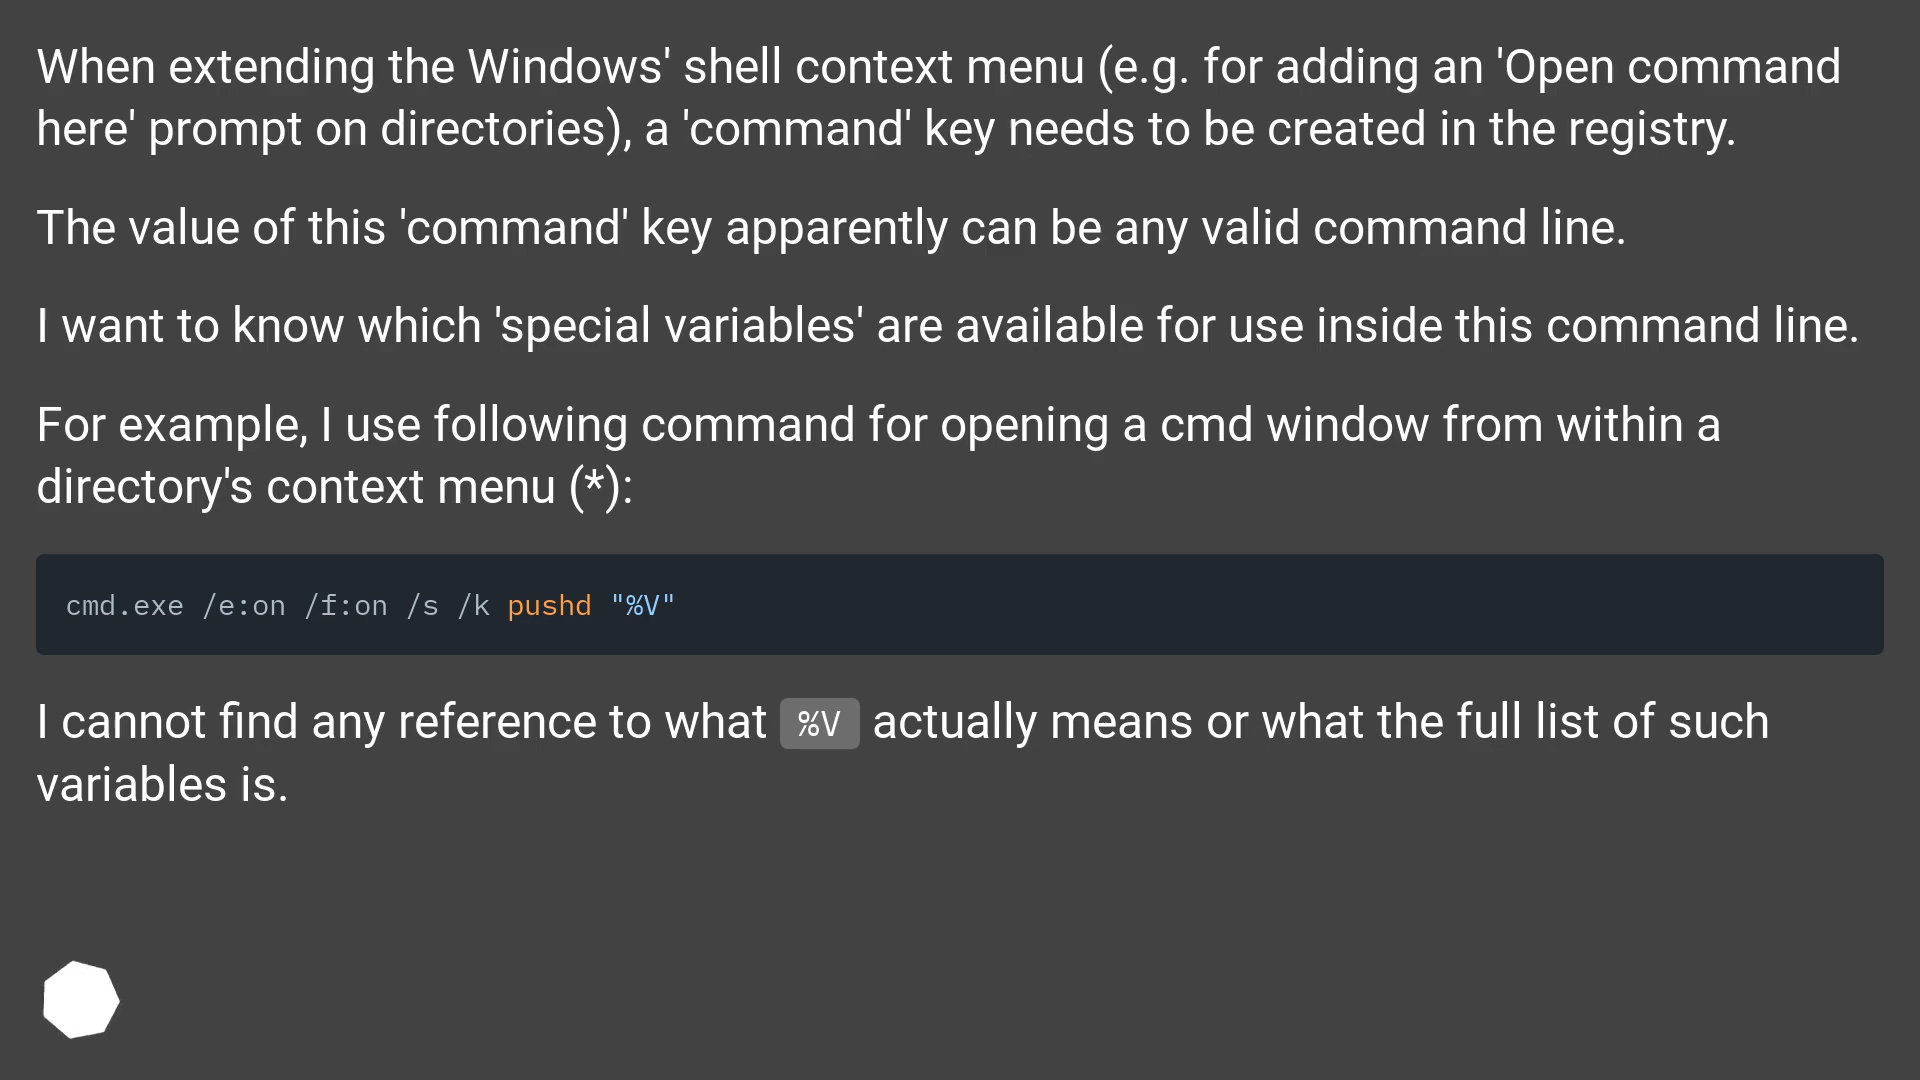 When extending the Windows' shell context menu (e.g. for adding an 'Open command
here' prompt on directories), a 'command' key needs to be created in the registry.
The value of this 'command' key apparently can be any valid command line.
I want to know which 'special variables' are available for use inside this command line.
For example, I use following command for opening a cmd window from within a
directory's context menu (*):
cmd.exe /e:on /f:on /s /k pushd "%V"
I cannot find any reference to what %V actually means or what the full list of such
variables is.